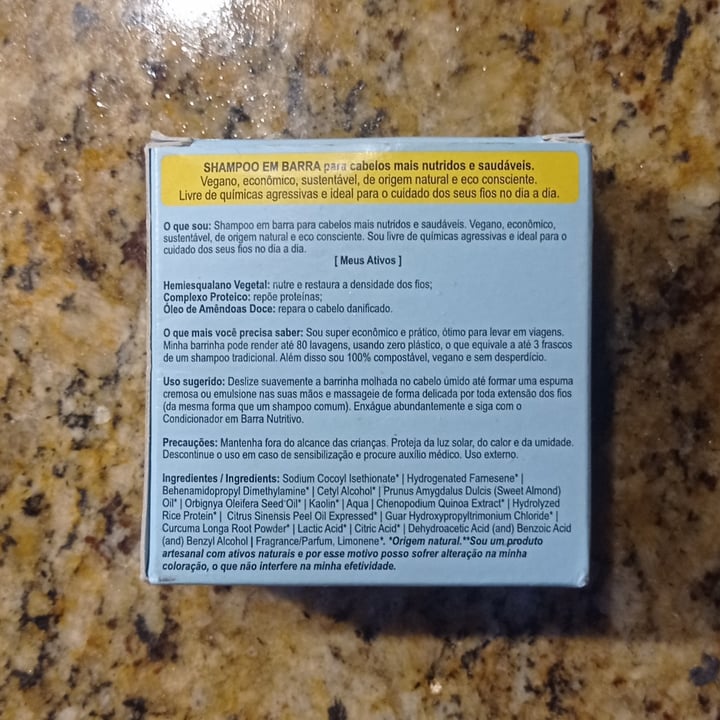 SHAMPOO EM BARRA para cabelos mais nutridos e saudáveis.
Vegano, econômico, sustentável, de origem natural e eco consciente.
Livre de químicas agressivas e ideal para o cuidado dos seus fios no dia a dia.
O que sou: Shampoo em barra para cabelos mais nutridos e saudáveis. Vegano, econômico,
sustentável, de origem natural e eco consciente. Sou livre de químicas agressivas e ideal para o
cuidado dos seus fios no dia a dia.
[ Meus Ativos ]
Hemiesqualano Vegetal: nutre e restaura a densidade dos fios;
Complexo Proteico: repõe proteínas;
Óleo de Amêndoas Doce: repara o cabelo danificado.
O que mais você precisa saber: Sou super econômico e prático, ótimo para levar em viagens.
Minha barrinha pode render até 80 lavagens, usando zero plástico, o que equivale a até 3 frascos
de um shampoo tradicional. Além disso sou 100% compostável, vegano e sem desperdício.
Uso sugerido: Deslize suavemente a barrinha molhada no cabelo úmido até formar uma espuma
cremosa ou emulsione nas suas mãos e massageie de forma delicada por toda extensão dos fios
(da mesma forma que um shampoo comum). Enxágue abundantemente e siga com o
Condicionador em Barra Nutritivo.
Precauções: Mantenha fora do alcance das crianças. Proteja da luz solar, do calor e da umidade.
Descontinue o uso em caso de sensibilização e procure auxílio médico. Uso externo.
Ingredientes / Ingredients: Sodium Cocoyl Isethionate* | Hydrogenated Farnesene* |
Behenamidopropyl Dimethylamine* | Cetyl Alcohol* | Prunus Amygdalus Dulcis (Sweet Almond)
Oil* | Orbignya Oleifera Seed Oil* | Kaolin* | Aqua | Chenopodium Quinoa Extract* | Hydrolyzed
Rice Protein* | Citrus Sinensis Peel Oil Expressed* | Guar Hydroxypropyltrimonium Chloride* |
Curcuma Longa Root Powder* | Lactic Acid* | Citric Acid* | Dehydroacetic Acid (and) Benzoic Acid
(and) Benzyl Alcohol | Fragrance/Parfum, Limonene*. *Origem natural.**Sou um produto
artesanal com ativos naturais e por esse motivo posso sofrer alteração na minha
coloração, o que não interfere na minha efetividade.